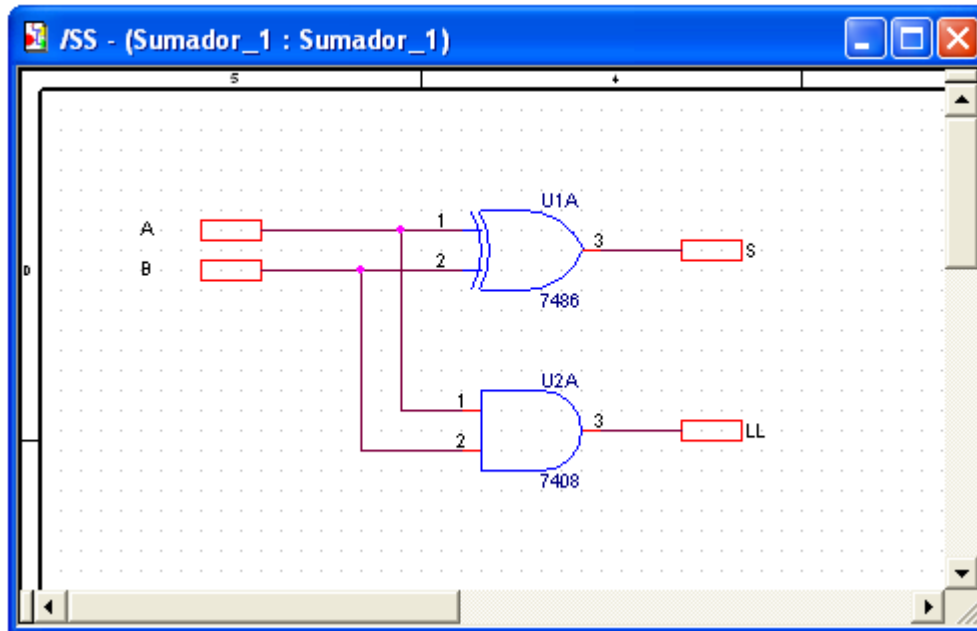 /SS - (Sumador_1 : Sumador_1)
5 4
U1A
A 1
3 S
B 2
D
7486
U2A
1
3 LL
2
7408